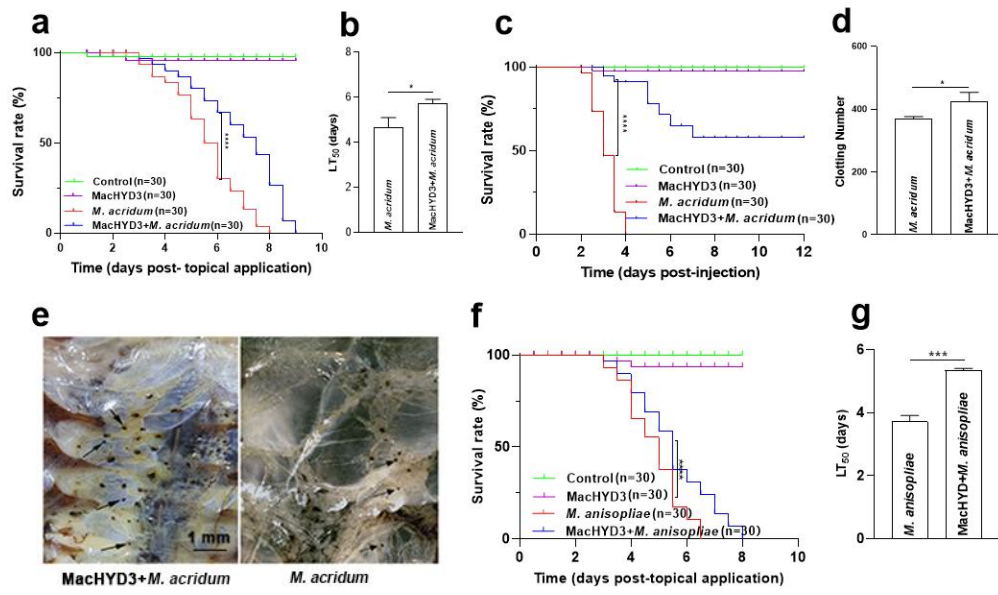 a
Survival rate (%)
100
50
0
Control (n=30)
MacHYD3 (n=30)
M. acridum (n=30)
MacHYD3+M. acridum (n=30)
****
0 2 4 6 8 10
Time (days post- topical application)
b
LT50 (days)
8
6
4
2
0
*
M. acridum
MacHYD3+M. acridum
c
Survival rate (%)
100
50
0
****
Control (n=30)
MacHYD3 (n=30)
M. acridum (n=30)
MacHYD3+M. acridum (n=30)
0 2 4 6 8 10 12
Time (days post-injection)
d
Clotting Number
600
400
200
0
*
M. acridum
MacHYD3+M. acridum
e
1 mm
MacHYD3+M. acridum
M. acridum
f
Survival rate (%)
100
50
0
****
Control (n=30)
MacHYD3 (n=30)
M. anisopliae (n=30)
MacHYD3+M. anisopliae (n=30)
0 2 4 6 8 10
Time (days post-topical application)
g
LT50 (days)
6
4
2
0
***
M. anisopliae
MacHYD+M. anisopliae